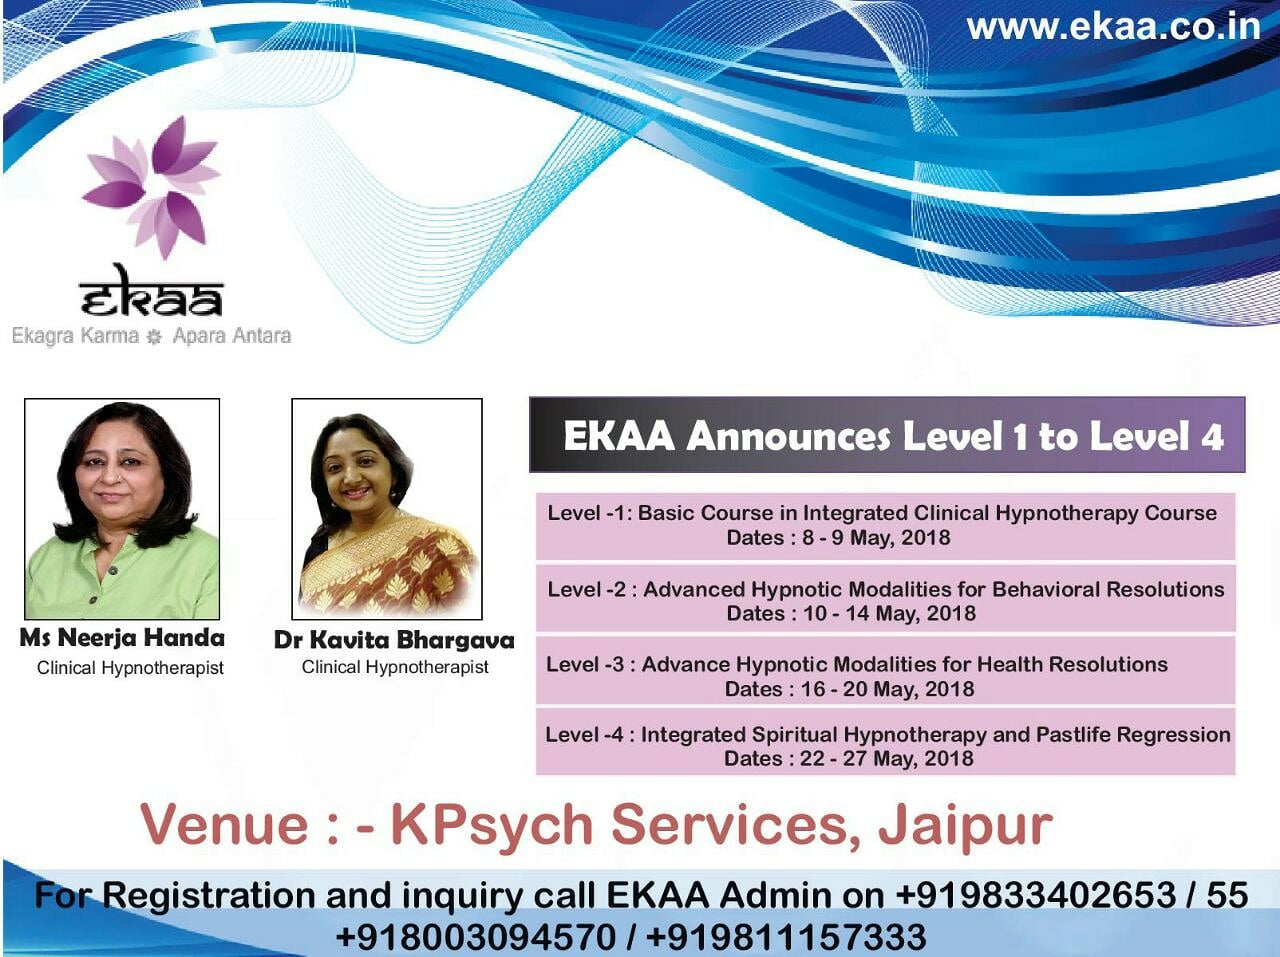 www.ekaa.co.in
ekaa
Ekagra Karma Apara Antara
EKAA Announces Level 1 to Level 4
Level -1: Basic Course in Integrated Clinical Hypnotherapy Course
Dates : 8 - 9 May, 2018
Level -2 : Advanced Hypnotic Modalities for Behavioral Resolutions
Dates : 10 - 14 May, 2018
Level -3 : Advance Hypnotic Modalities for Health Resolutions
Dates : 16 - 20 May, 2018
Level -4 : Integrated Spiritual Hypnotherapy and Pastlife Regression
Dates : 22 - 27 May, 2018
Ms Neerja Handa
Clinical Hypnotherapist
Dr Kavita Bhargava
Clinical Hypnotherapist
Venue : - KPsych Services, Jaipur
For Registration and inquiry call EKAA Admin on +919833402653 / 55
+918003094570 / +919811157333